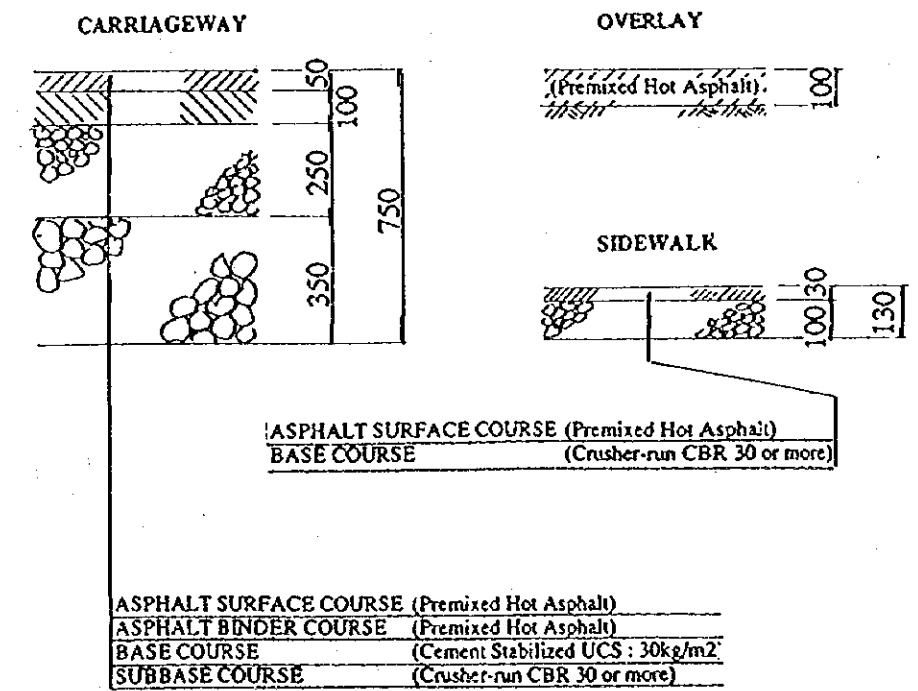 CARRIAGEWAY
50
100
250
350
750
OVERLAY
(Premixed Hot Asphalt)
100
SIDEWALK
30
100
130
ASPHALT SURFACE COURSE (Premixed Hot Asphalt)
BASE COURSE (Crusher-run CBR 30 or more)
ASPHALT SURFACE COURSE (Premixed Hot Asphalt)
ASPHALT BINDER COURSE (Premixed Hot Asphalt)
BASE COURSE (Cement Stabilized UCS : 30kg/m2
SUBBASE COURSE (Crusher-run CBR 30 or more)